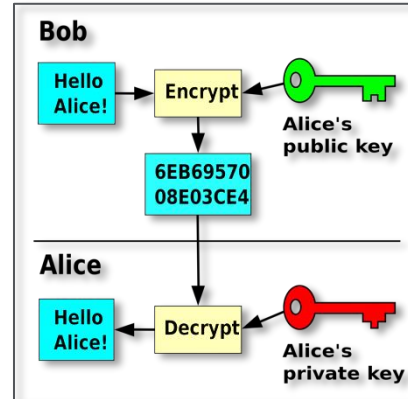 Bob
Hello
Alice!
Encrypt
Alice's
public key
6EB69570
08E03CE4
Alice
Hello
Alice!
Decrypt
Alice's
private key